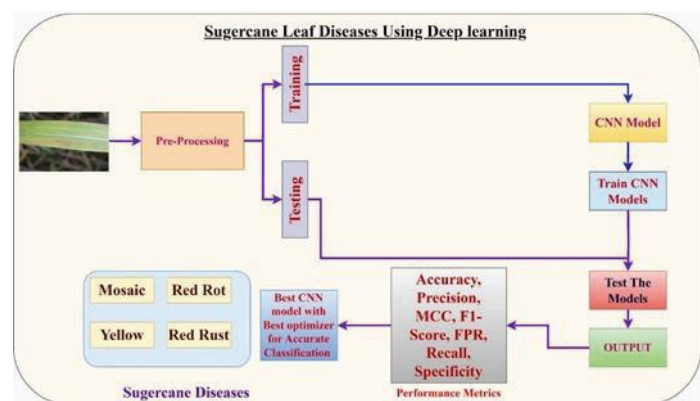 Sugercane Leaf Diseases Using Deep learning
Pre-Processing
Training
Testing
CNN Model
Train CNN
Models
Test The
Models
OUTPUT
Accuracy,
Precision,
MCC, F1-
Score, FPR,
Recall,
Specificity
Performance Metrics
Best CNN
model with
Best optimizer
for Accurate
Classification
Mosaic
Red Rot
Yellow
Red Rust
Sugercane Diseases